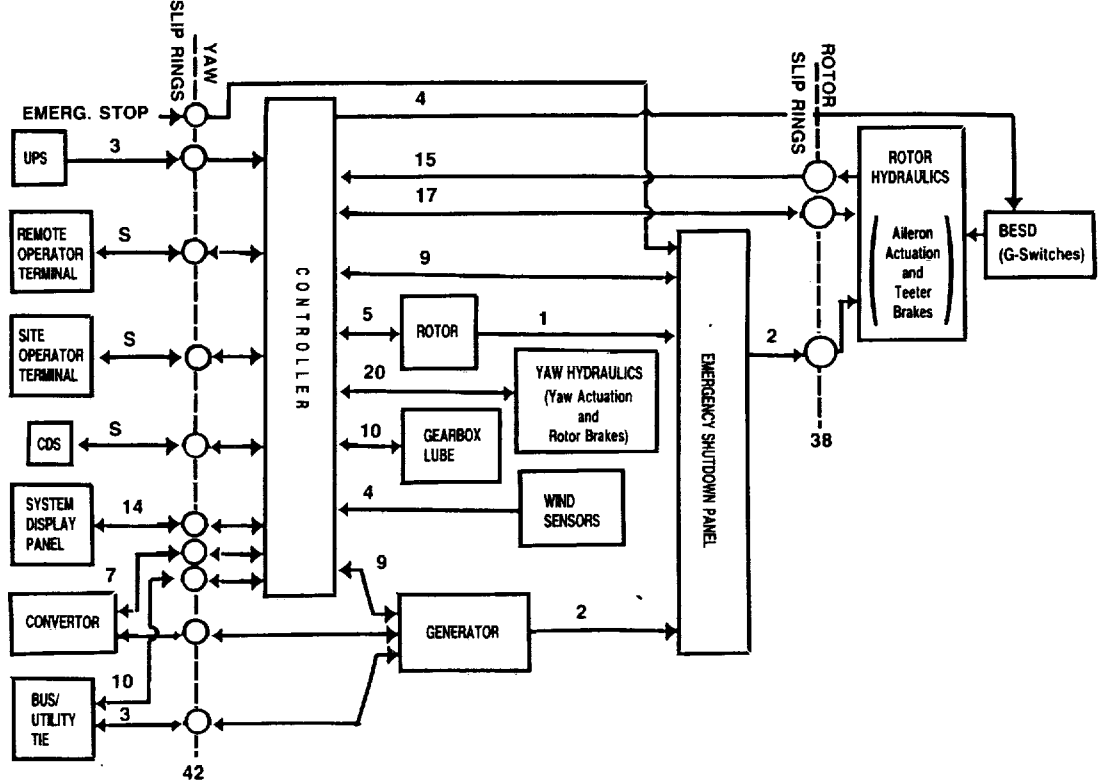 SLIP RINGS
YAW
EMERG. STOP
4
ROTOR
SLIP RINGS
UPS
3
15
ROTOR
HYDRAULICS
17
REMOTE
OPERATOR
TERMINAL
S
Aileron
Actuation
and
Teeter
Brakes
BESD
(G-Switches)
9
CONTROLLER
SITE
OPERATOR
TERMINAL
S
5
ROTOR
1
2
EMERGENCY SHUTDOWN PANEL
20
YAW HYDRAULICS
(Yaw Actuation
and
Rotor Brakes)
CDS
S
10
GEARBOX
LUBE
38
SYSTEM
DISPLAY
PANEL
14
4
WIND
SENSORS
7
9
CONVERTOR
GENERATOR
2
10
BUS/
UTILITY
TIE
3
42